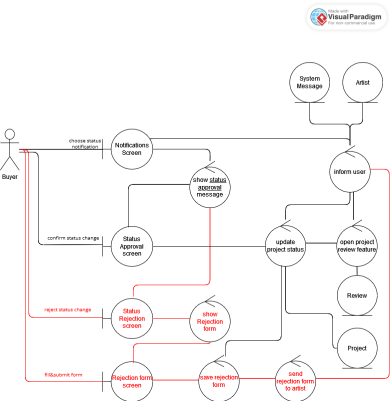 Made with
VisualParadigm
For non-commercial use
System
Message
Artist
choose status
notification
Notifications
Screen
Buyer
show status
approval
message
inform user
confirm status change
Status
Approval
screen
update
project status
open project
review feature
Review
reject status change
Status
Rejection
screen
show
Rejection
form
Project
fill&submit form
Rejection form
screen
save rejection
form
send
rejection form
to artist